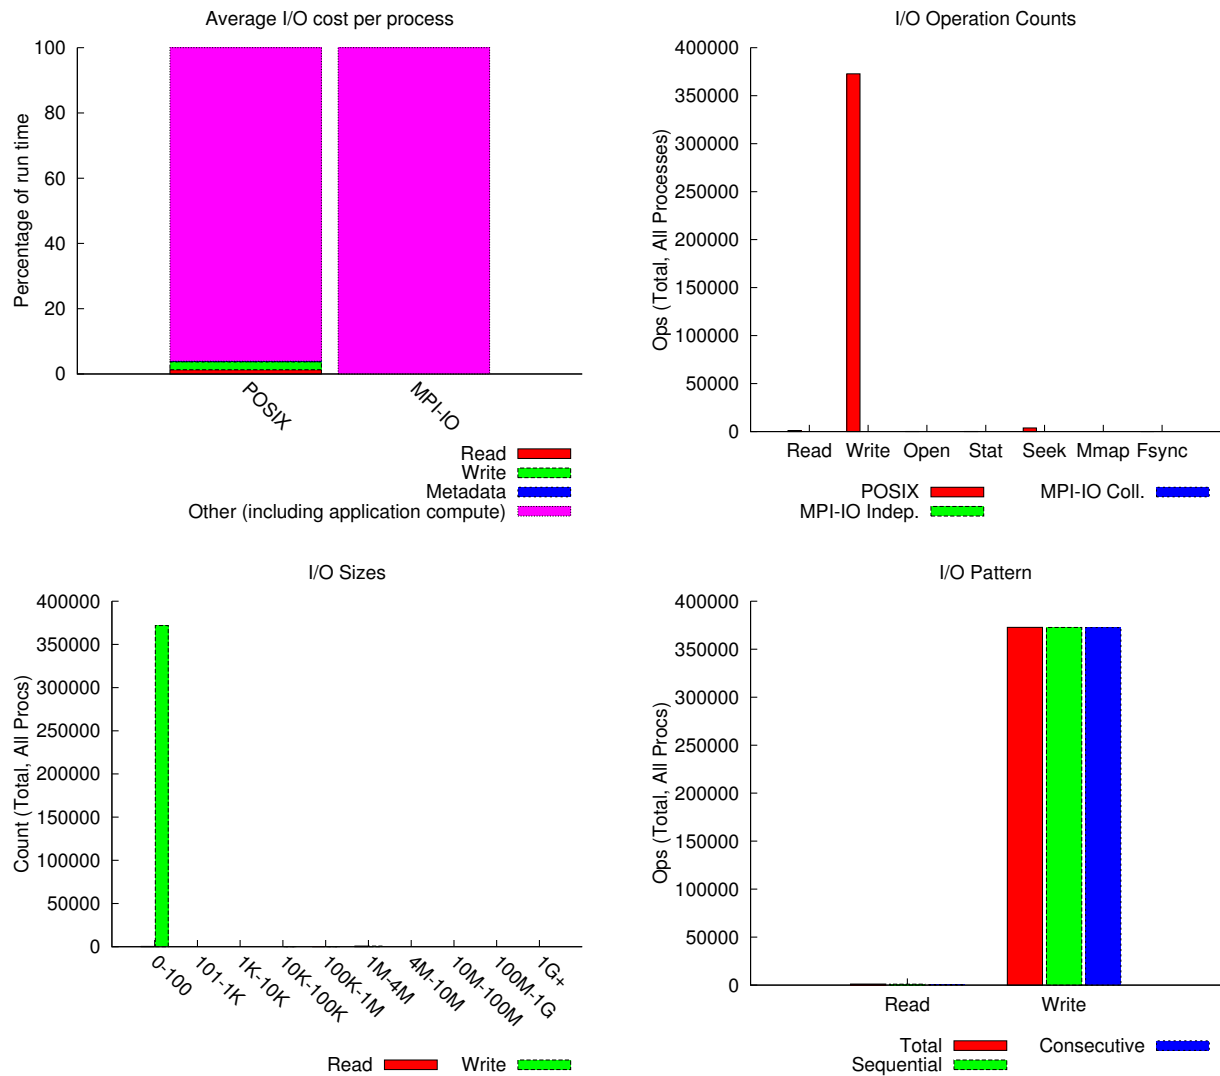 Average I/O cost per process
100
80
60
40
20
0
Percentage of run time
POSIX
MPI-IO
Read
Write
Metadata
Other (including application compute)
I/O Operation Counts
400000
350000
300000
250000
200000
150000
100000
50000
0
Ops (Total, All Processes)
Read Write Open Stat Seek Mmap Fsync
POSIX MPI-IO Coll.
MPI-IO Indep.
I/O Sizes
400000
350000
300000
250000
200000
150000
100000
50000
0
Count (Total, All Procs)
0-100
101-1K
1K-10K
10K-100K
100K-1M
1M-4M
4M-10M
10M-100M
100M-1G
1G+
Read Write
I/O Pattern
400000
350000
300000
250000
200000
150000
100000
50000
0
Ops (Total, All Procs)
Read Write
Total Consecutive
Sequential